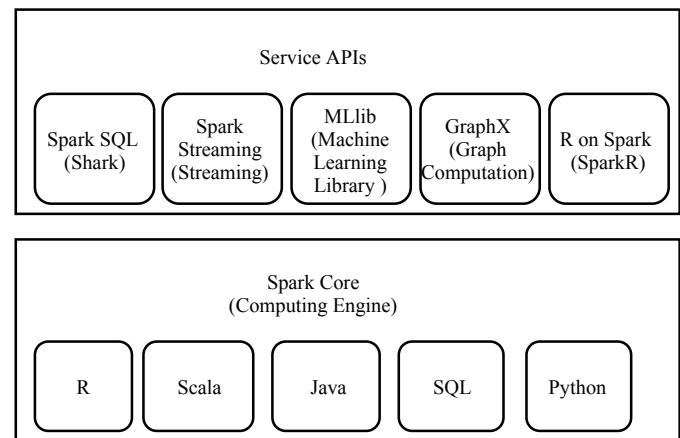 Service APIs
Spark SQL
(Shark)
Spark
Streaming
(Streaming)
MLlib
(Machine
Learning
Library )
GraphX
(Graph
Computation)
R on Spark
(SparkR)
Spark Core
(Computing Engine)
R
Scala
Java
SQL
Python